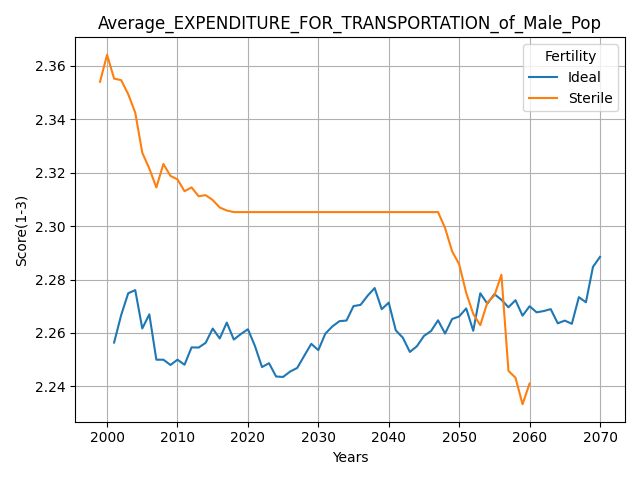 Average_EXPENDITURE_FOR_TRANSPORTATION_of_Male_Pop
Fertility
Ideal
Sterile
Score(1-3)
2.36
2.34
2.32
2.30
2.28
2.26
2.24
2000 2010 2020 2030 2040 2050 2060 2070
Years